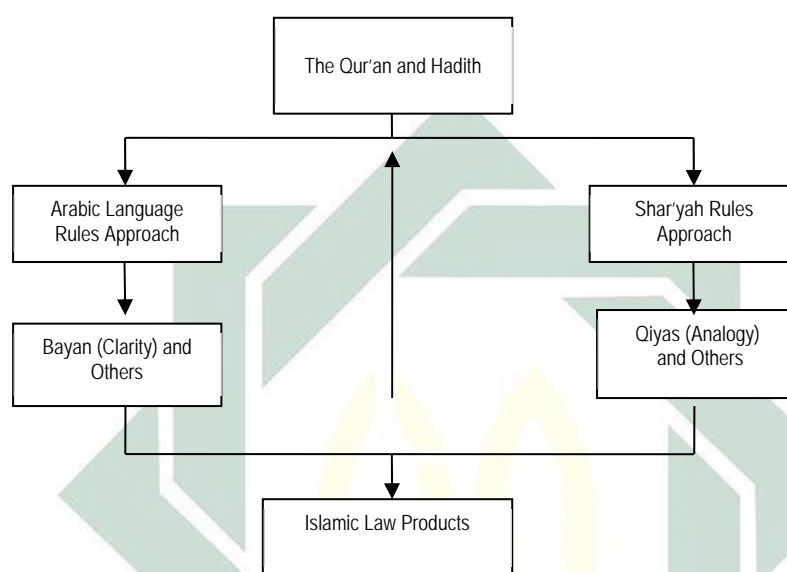 The Qur'an and Hadith
Arabic Language
Rules Approach
Shar'yah Rules
Approach
Bayan (Clarity) and
Others
Qiyas (Analogy)
and Others
Islamic Law Products